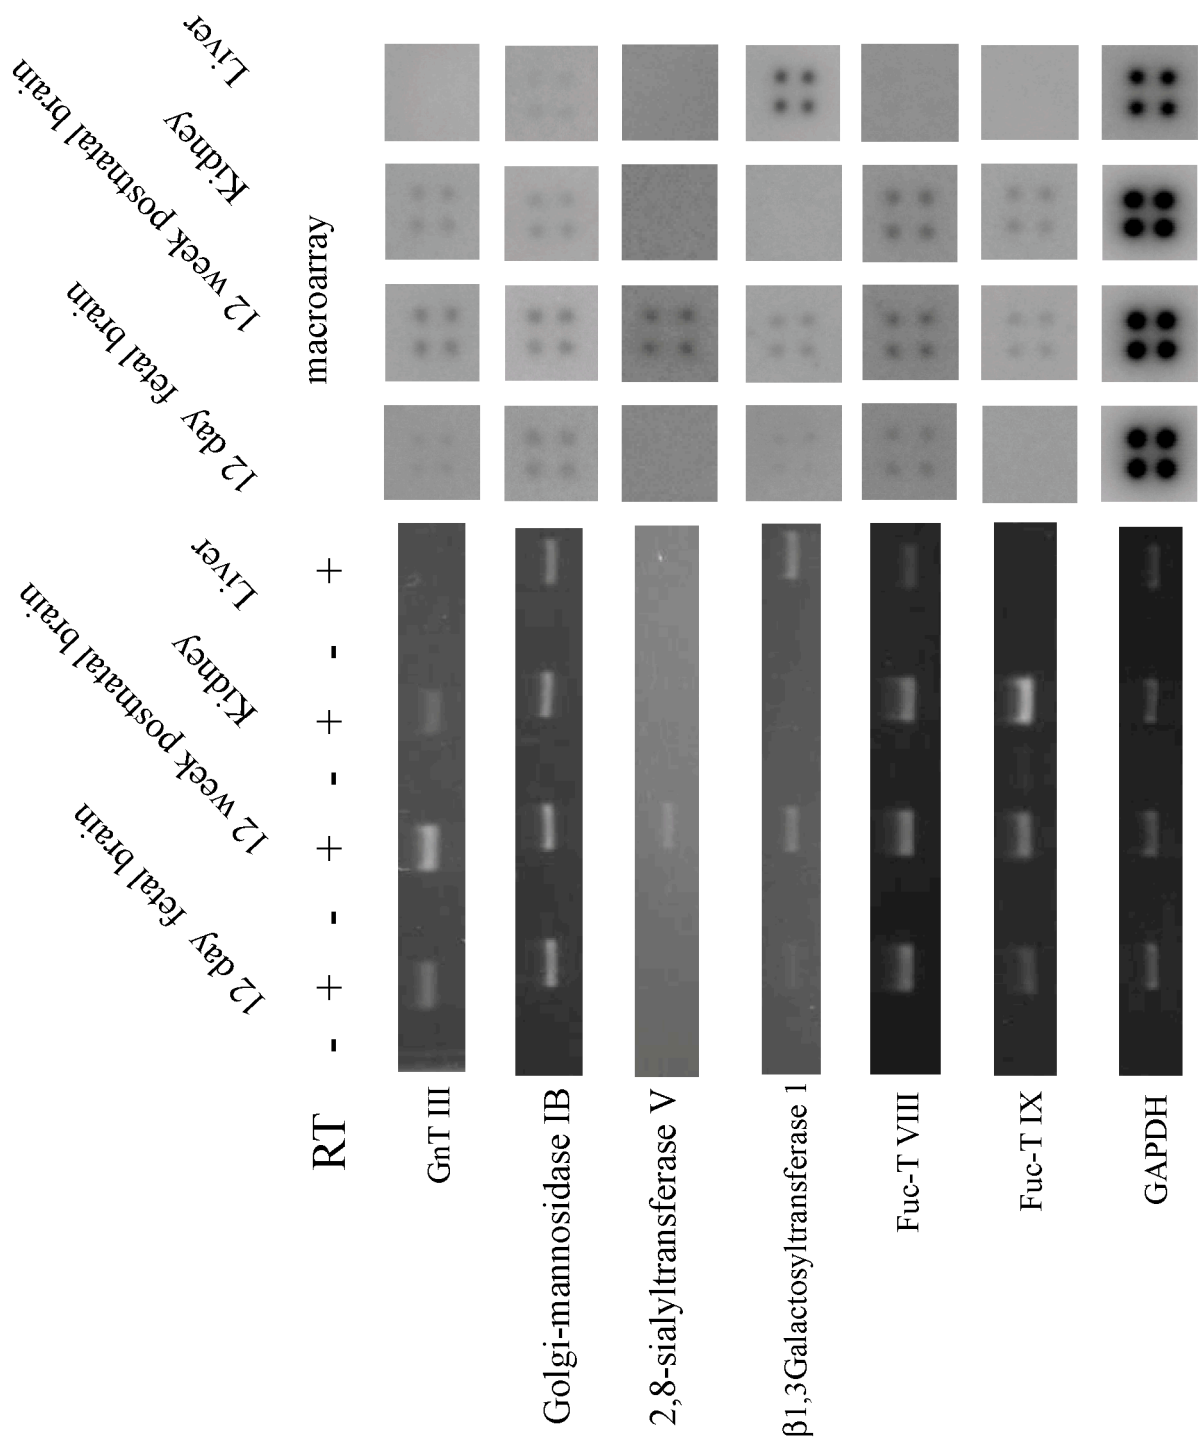 12 day fetal brain
12 week postnatal brain
Kidney
Liver
12 day fetal brain
12 week postnatal brain
Kidney
Liver
RT - + - + - + - + macroarray
GnT III
Golgi-mannosidase IB
2,8-sialyltransferase V
β1,3Galactosyltransferase 1
Fuc-T VIII
Fuc-T IX
GAPDH